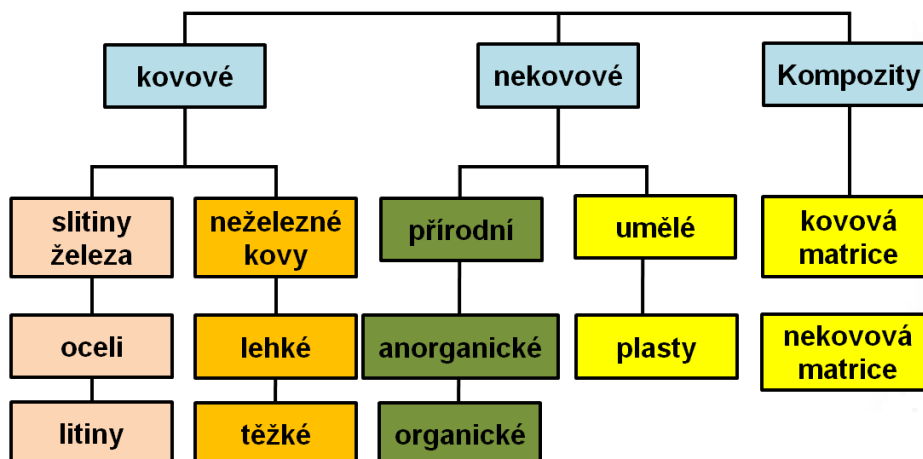 kovové
nekovové
Kompozity
slitiny
železa
neželezné
kovy
přírodní
umělé
kovová
matrice
oceli
lehké
anorganické
plasty
nekovová
matrice
litiny
těžké
organické